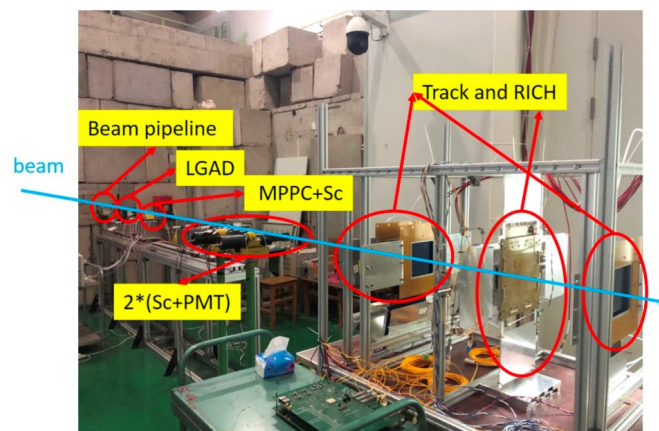 Track and RICH
Beam pipeline
beam
LGAD
MPPC+Sc
2*(Sc+PMT)